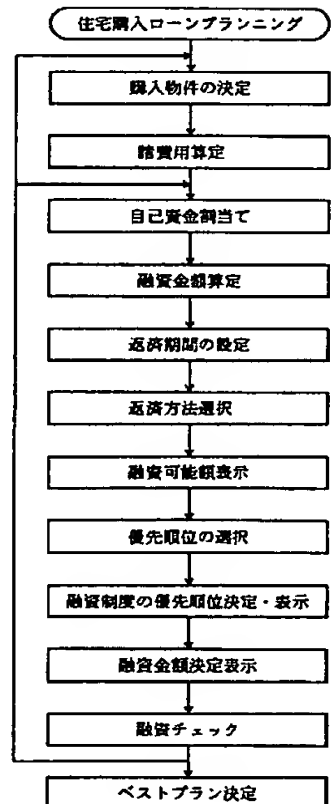 住宅購入ローンプランニング
購入物件の決定
諸費用算定
自己資金割当て
融資金額算定
返済期間の設定
返済方法選択
融資可能額表示
優先順位の選択
融資制度の優先順位決定・表示
融資金額決定表示
融資チェック
ベストプラン決定